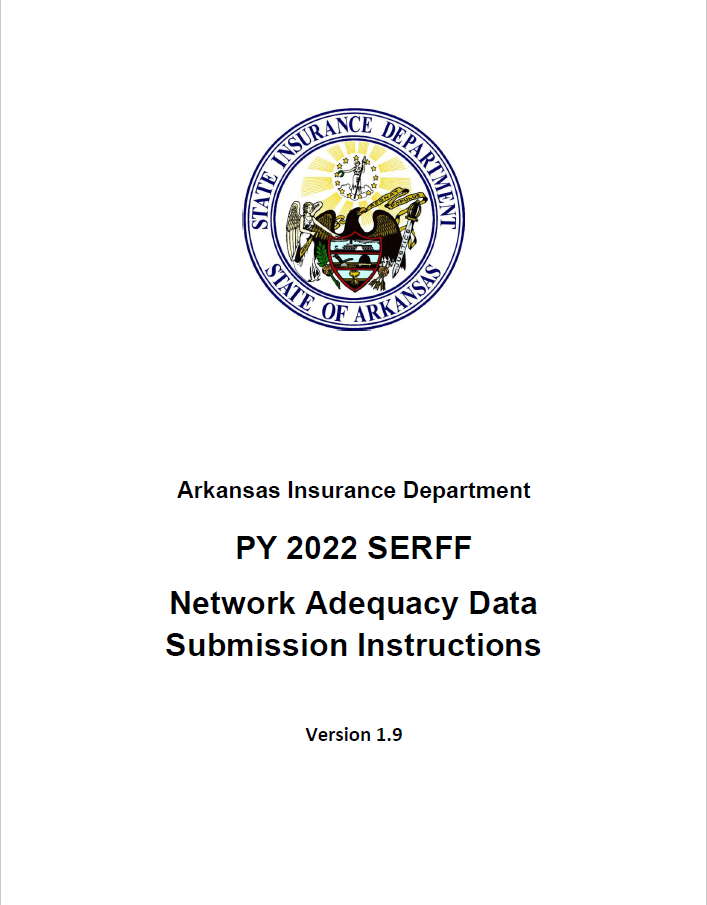 STATE INSURANCE DEPARTMENT
STATE OF ARKANSAS
Arkansas Insurance Department
PY 2022 SERFF
Network Adequacy Data
Submission Instructions
Version 1.9